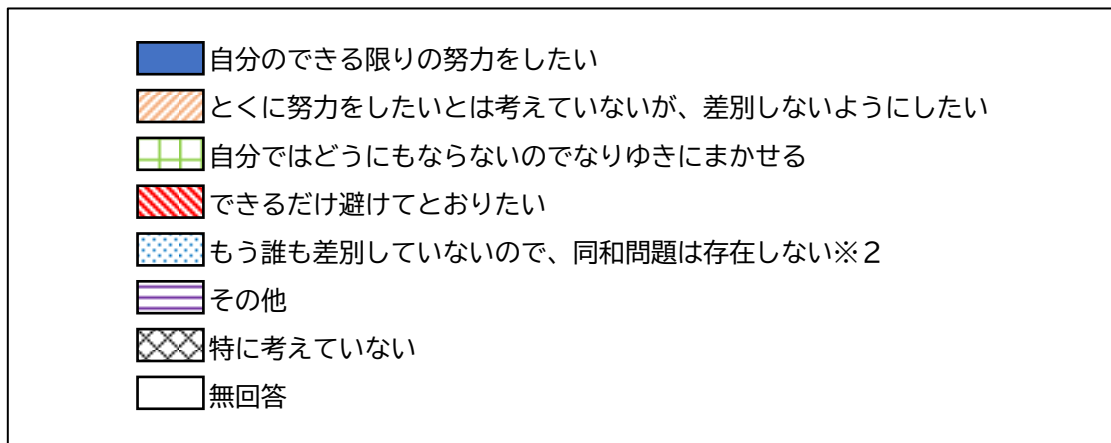 自分のできる限りの努力をしたい
とくに努力をしたいとは考えていないが、差別しないようにしたい
自分ではどうにもならないのでなりゆきにまかせる
できるだけ避けてとおりたい
もう誰も差別していないので、同和問題は存在しない※２
その他
特に考えていない
無回答